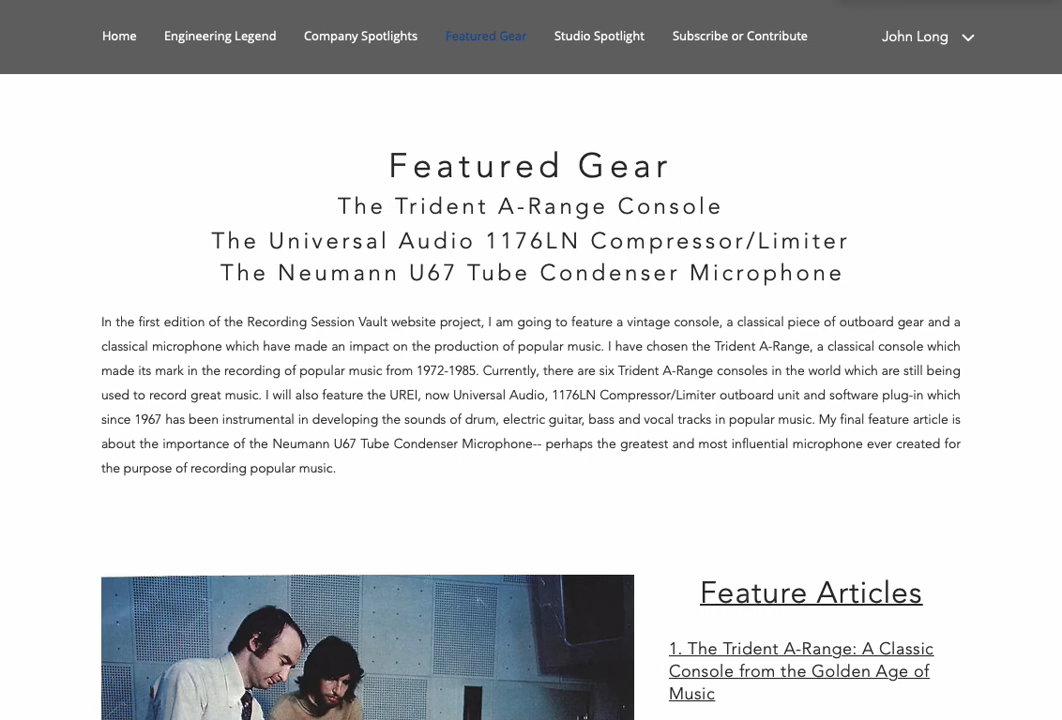 Home Engineering Legend Company Spotlights Featured Gear Studio Spotlight Subscribe or Contribute John Long
Featured Gear
The Trident A-Range Console
The Universal Audio 1176LN Compressor/Limiter
The Neumann U67 Tube Condenser Microphone
In the first edition of the Recording Session Vault website project, I am going to feature a vintage console, a classical piece of outboard gear and a
classical microphone which have made an impact on the production of popular music. I have chosen the Trident A-Range, a classical console which
made its mark in the recording of popular music from 1972-1985. Currently, there are six Trident A-Range consoles in the world which are still being
used to record great music. I will also feature the UREI, now Universal Audio, 1176LN Compressor/Limiter outboard unit and software plug-in which
since 1967 has been instrumental in developing the sounds of drum, electric guitar, bass and vocal tracks in popular music. My final feature article is
about the importance of the Neumann U67 Tube Condenser Microphone-- perhaps the greatest and most influential microphone ever created for
the purpose of recording popular music.
Feature Articles
1. The Trident A-Range: A Classic
Console from the Golden Age of
Music